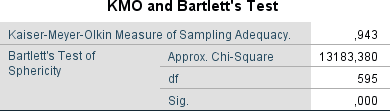 KMO and Bartlett's Test
Kaiser-Meyer-Olkin Measure of Sampling Adequacy. ,943
Bartlett's Test of Sphericity Approx. Chi-Square 13183,380
df 595
Sig. ,000